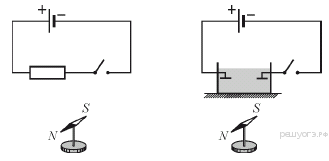 + − + −
S S
N N
решуогэ.рф